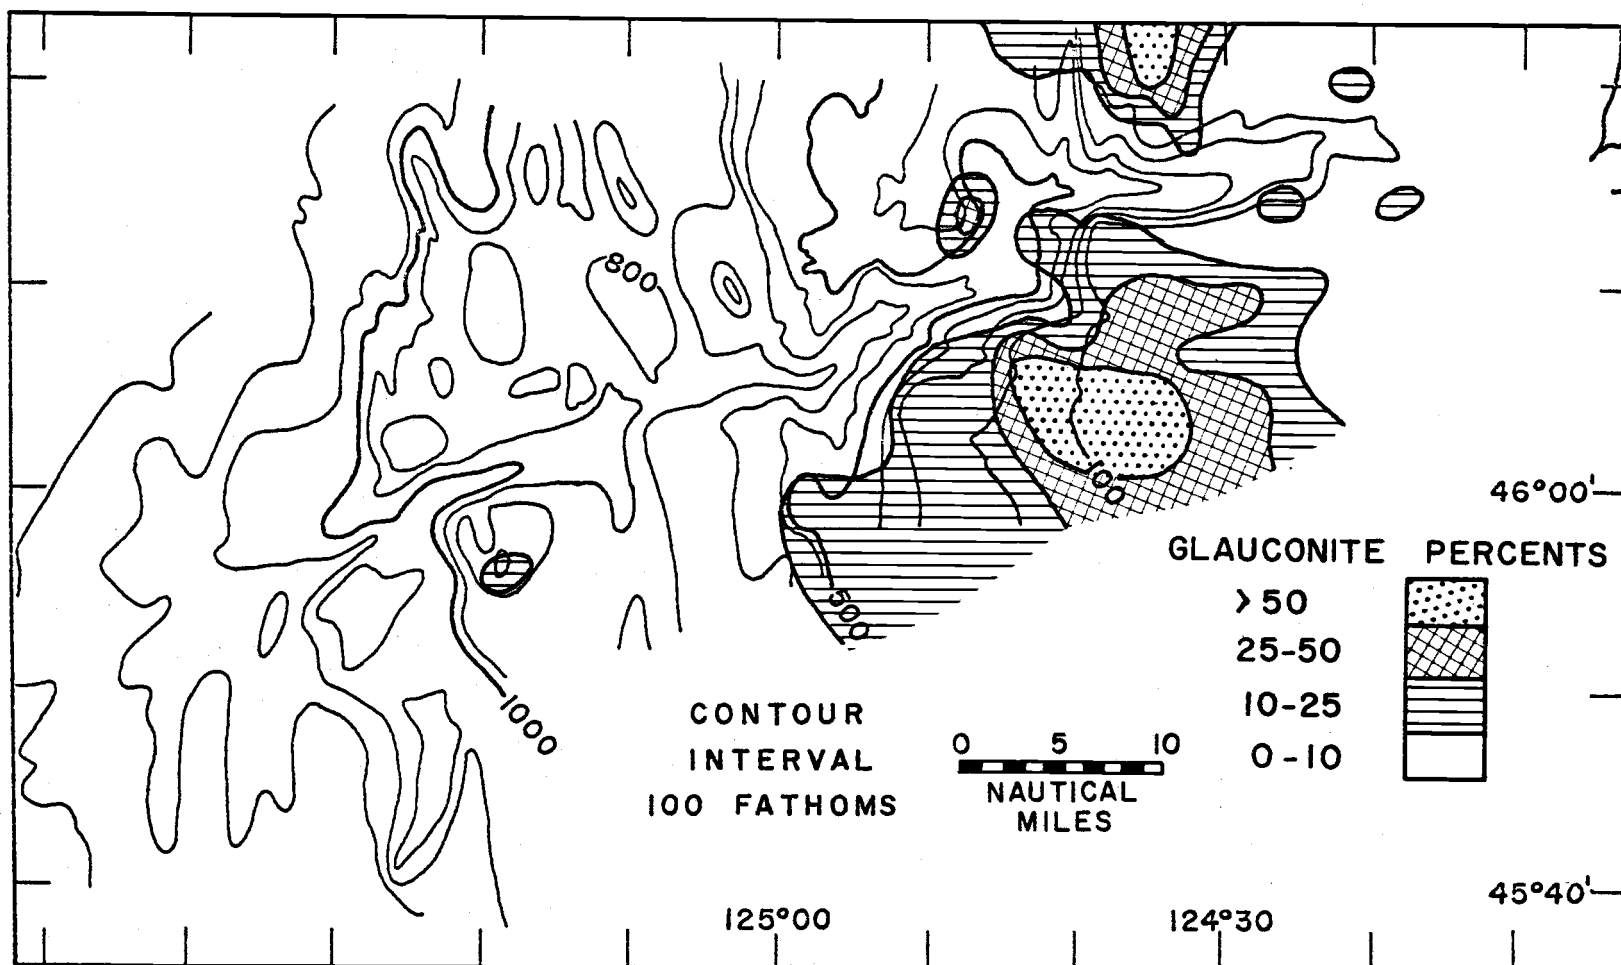 800
100
46°00'
GLAUCONITE PERCENTS
>50
25-50
10-25
0-10
500
1000
CONTOUR
INTERVAL
100 FATHOMS
0 5 10
NAUTICAL
MILES
45°40'
125°00
124°30